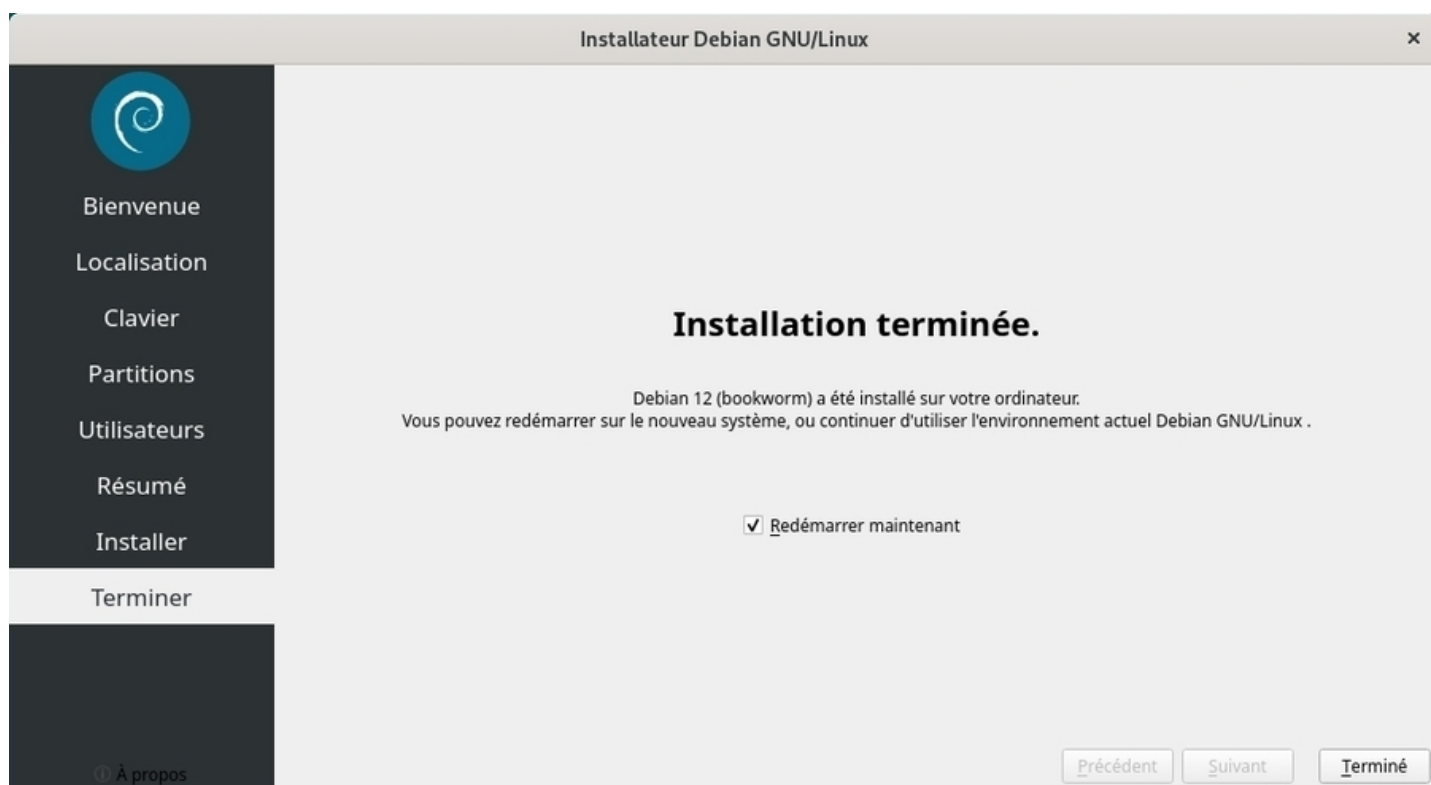 Installateur Debian GNU/Linux
×
Bienvenue
Localisation
Clavier
Partitions
Utilisateurs
Résumé
Installer
Terminer
À propos
Installation terminée.
Debian 12 (bookworm) a été installé sur votre ordinateur.
Vous pouvez redémarrer sur le nouveau système, ou continuer d'utiliser l'environnement actuel Debian GNU/Linux .
Redémarrer maintenant
Précédent Suivant Terminé